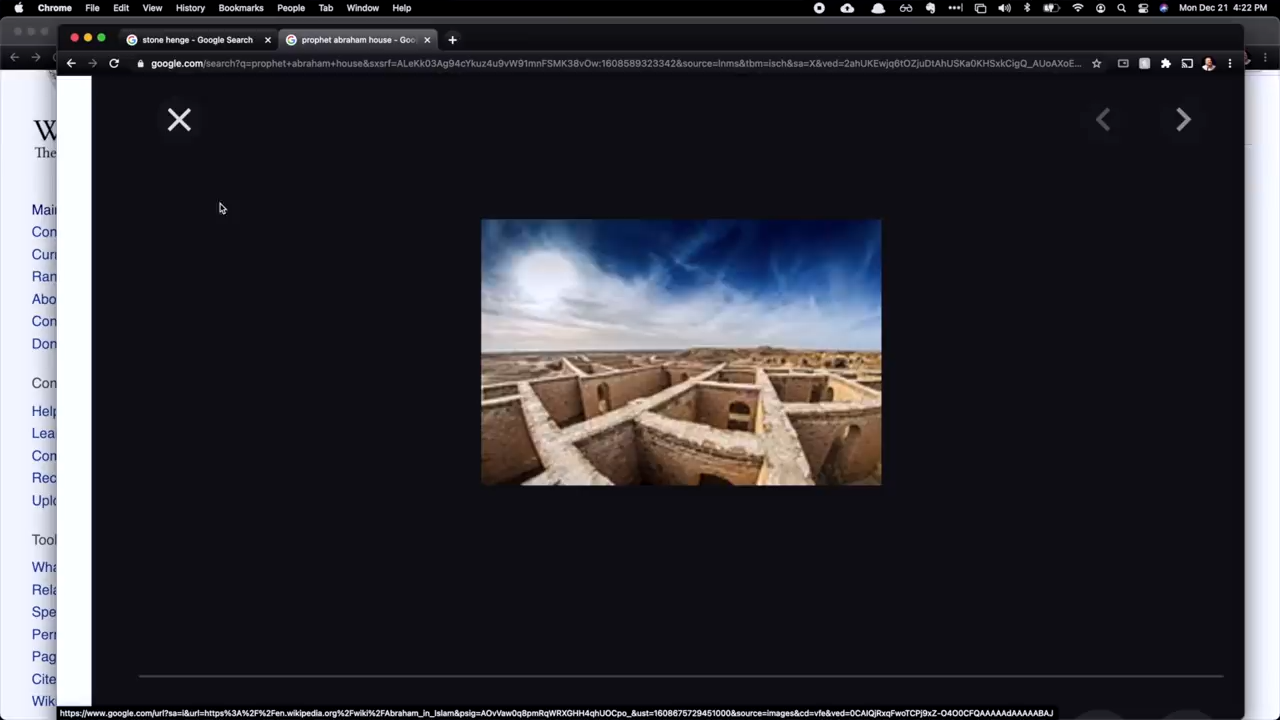 Chrome File Edit View History Bookmarks People Tab Window Help Mon Dec 21 4:22 PM
stone henge - Google Search prophet abraham house - Goo
google.com/search?q=prophet+abraham+house&sxsrf=ALeKk03Ag94cYkuz4u9vW91mnFSMK38vOw:1608589323342&source=lnms&tbm=isch&sa=X&ved=2ahUKEwjq6tOZjuDtAhUSKa0KHSxkCigQ_AUoAXoE...
W
The
Main
Con
Curr
Ran
Abo
Con
Don
Con
Help
Lea
Com
Rec
Uplo
Tool
Wha
Rela
Spe
Perr
Pag
Cite
Wiki
https://www.google.com/url?sa=i&url=https%3A%2F%2Fen.wikipedia.org%2Fwiki%2FAbraham_in_Islam&psig=AOvVaw0q8pmRqWRXGHH4qhUOCpo_&ust=1608675729451000&source=images&cd=vfe&ved=0CAIQjRxqFwoTCPj9xZ-O4O0CFQAAAAAdAAAAABAJ